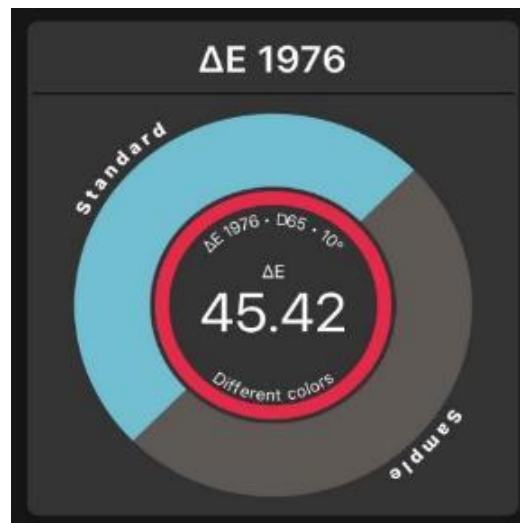 ΔE 1976
Standard
ΔE 1976 • D65 • 10°
ΔE
45.42
Different colors
Sample